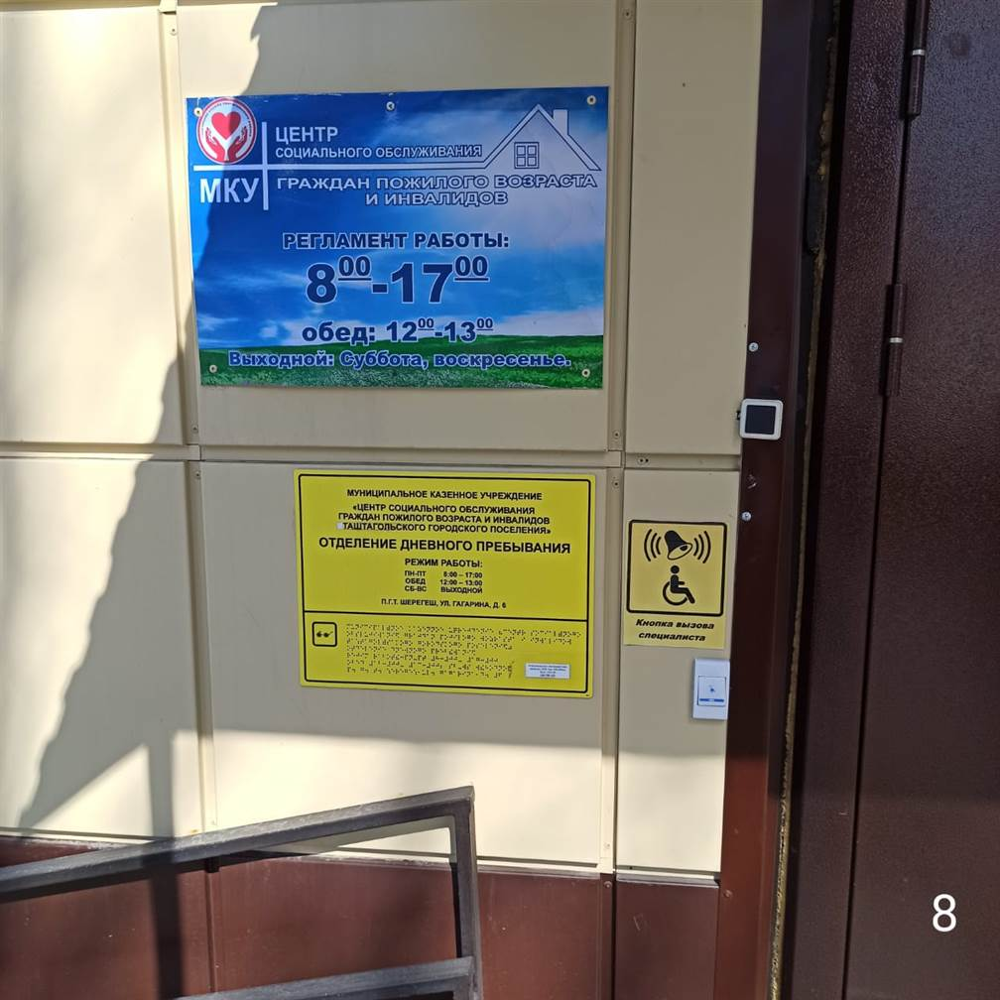 ЦЕНТР
СОЦИАЛЬНОГО ОБСЛУЖИВАНИЯ
МКУ
ГРАЖДАН ПОЖИЛОГО ВОЗРАСТА
И ИНВАЛИДОВ
РЕГЛАМЕНТ РАБОТЫ:
8⁰⁰-17⁰⁰
обед: 12⁰⁰-13⁰⁰
Выходной: Суббота, воскресенье.
МУНИЦИПАЛЬНОЕ КАЗЕННОЕ УЧРЕЖДЕНИЕ
«ЦЕНТР СОЦИАЛЬНОГО ОБСЛУЖИВАНИЯ
ГРАЖДАН ПОЖИЛОГО ВОЗРАСТА И ИНВАЛИДОВ
ТАШТАГОЛЬСКОГО ГОРОДСКОГО ПОСЕЛЕНИЯ»
ОТДЕЛЕНИЕ ДНЕВНОГО ПРЕБЫВАНИЯ
РЕЖИМ РАБОТЫ:
ПН-ПТ 8:00 – 17:00
ОБЕД 12:00 – 13:00
СБ-ВС ВЫХОДНОЙ
П.Г.Т. ШЕРЕГЕШ, УЛ. ГАГАРИНА, Д. 6
Кнопка вызова
специалиста
8